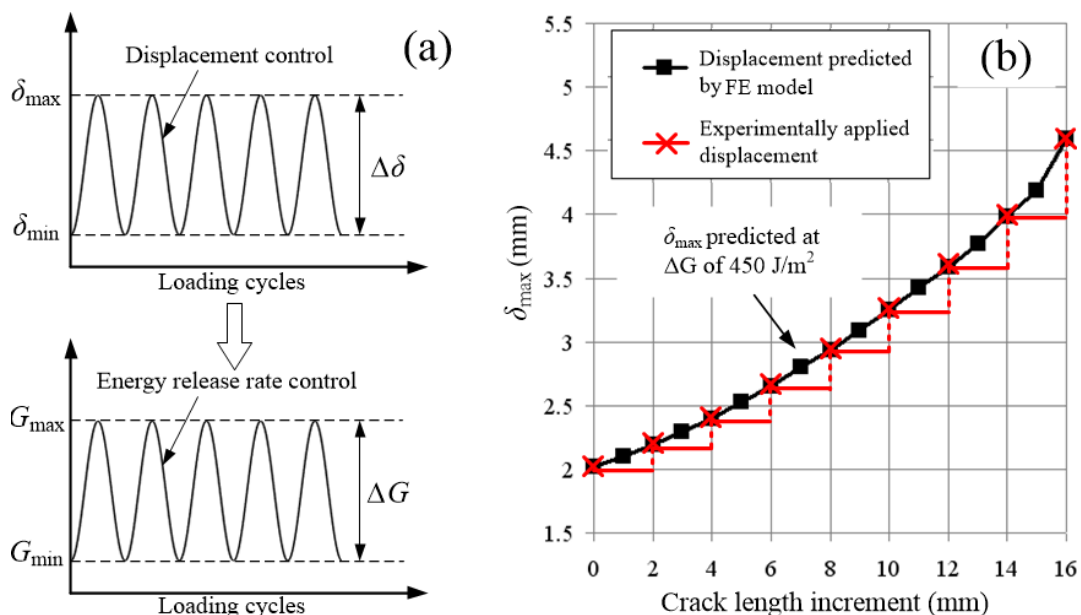 (a)
Displacement control
δmax
Δδ
δmin
Loading cycles
Energy release rate control
Gmax
ΔG
Gmin
Loading cycles
(b)
5.5
5
4.5
4
3.5
3
2.5
2
1.5
δmax (mm)
Displacement predicted
by FE model
Experimentally applied
displacement
δmax predicted at
ΔG of 450 J/m²
0 2 4 6 8 10 12 14 16
Crack length increment (mm)